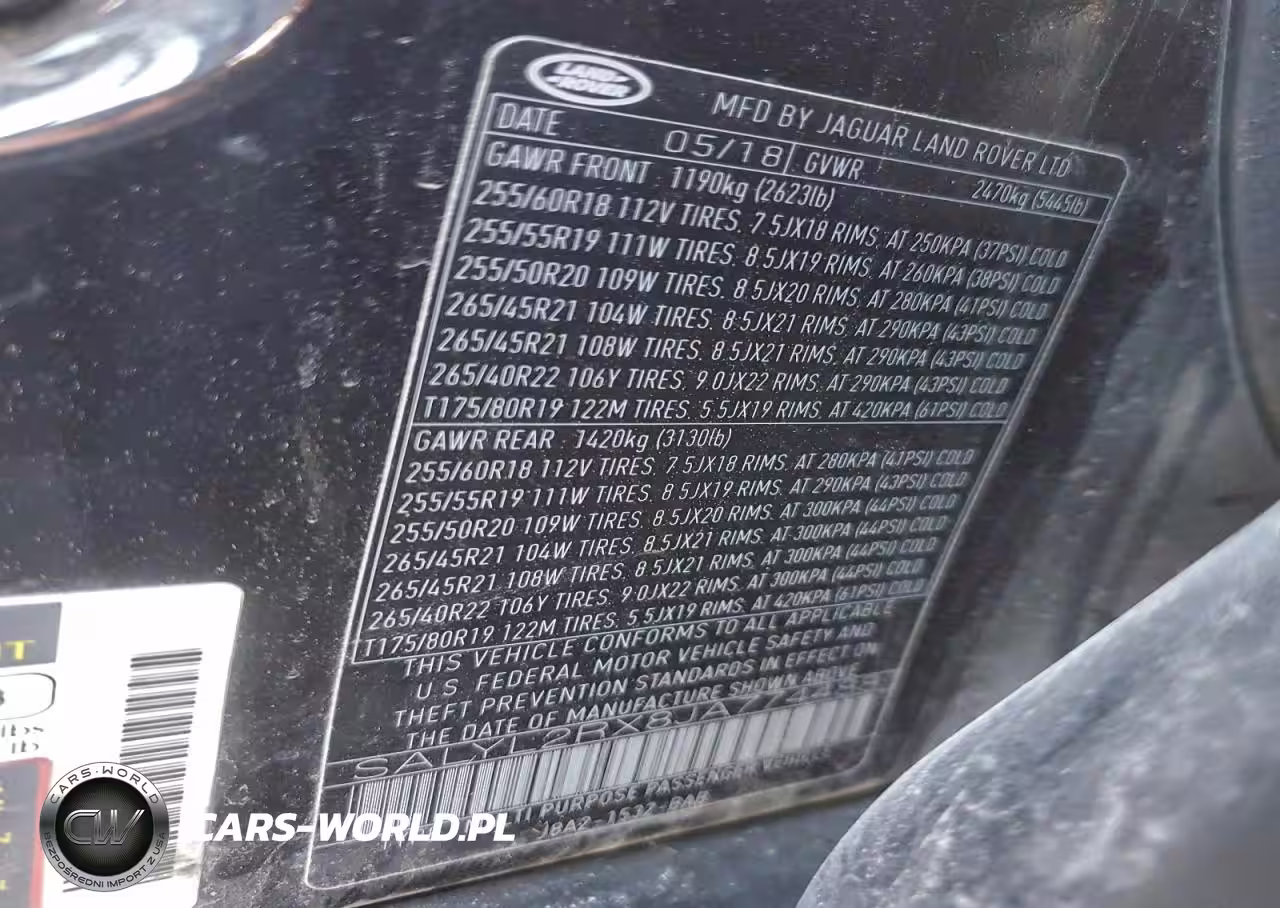 LAND ROVER
MFD BY JAGUAR LAND ROVER LTD
DATE 05/18 GVWR 2470kg (5445lb)
GAWR FRONT 1190kg (2623lb)
255/60R18 112V TIRES. 7.5JX18 RIMS. AT 250KPA (37PSI) COLD
255/55R19 111W TIRES. 8.5JX19 RIMS. AT 260KPA (38PSI) COLD
255/50R20 109W TIRES. 8.5JX20 RIMS. AT 280KPA (41PSI) COLD
265/45R21 104W TIRES. 8.5JX21 RIMS. AT 290KPA (43PSI) COLD
265/45R21 108W TIRES. 8.5JX21 RIMS. AT 290KPA (43PSI) COLD
265/40R22 106Y TIRES. 9.0JX22 RIMS. AT 290KPA (43PSI) COLD
T175/80R19 122M TIRES. 5.5JX19 RIMS. AT 420KPA (61PSI) COLD
GAWR REAR 1420kg (3130lb)
255/60R18 112V TIRES. 7.5JX18 RIMS. AT 280KPA (41PSI) COLD
255/55R19 111W TIRES. 8.5JX19 RIMS. AT 290KPA (43PSI) COLD
255/50R20 109W TIRES. 8.5JX20 RIMS. AT 300KPA (44PSI) COLD
265/45R21 104W TIRES. 8.5JX21 RIMS. AT 300KPA (44PSI) COLD
265/45R21 108W TIRES. 8.5JX21 RIMS. AT 300KPA (44PSI) COLD
265/40R22 106Y TIRES. 9.0JX22 RIMS. AT 300KPA (44PSI) COLD
T175/80R19 122M TIRES. 5.5JX19 RIMS. AT 420KPA (61PSI) COLD
THIS VEHICLE CONFORMS TO ALL APPLICABLE
U.S. FEDERAL MOTOR VEHICLE SAFETY AND
THEFT PREVENTION STANDARDS IN EFFECT ON
THE DATE OF MANUFACTURE SHOWN ABOVE
PURPOSE PASSENGER
lbs
lb
CARS-WORLD
CW
BEZPOŚREDNI IMPORT Z USA
CARS-WORLD.PL